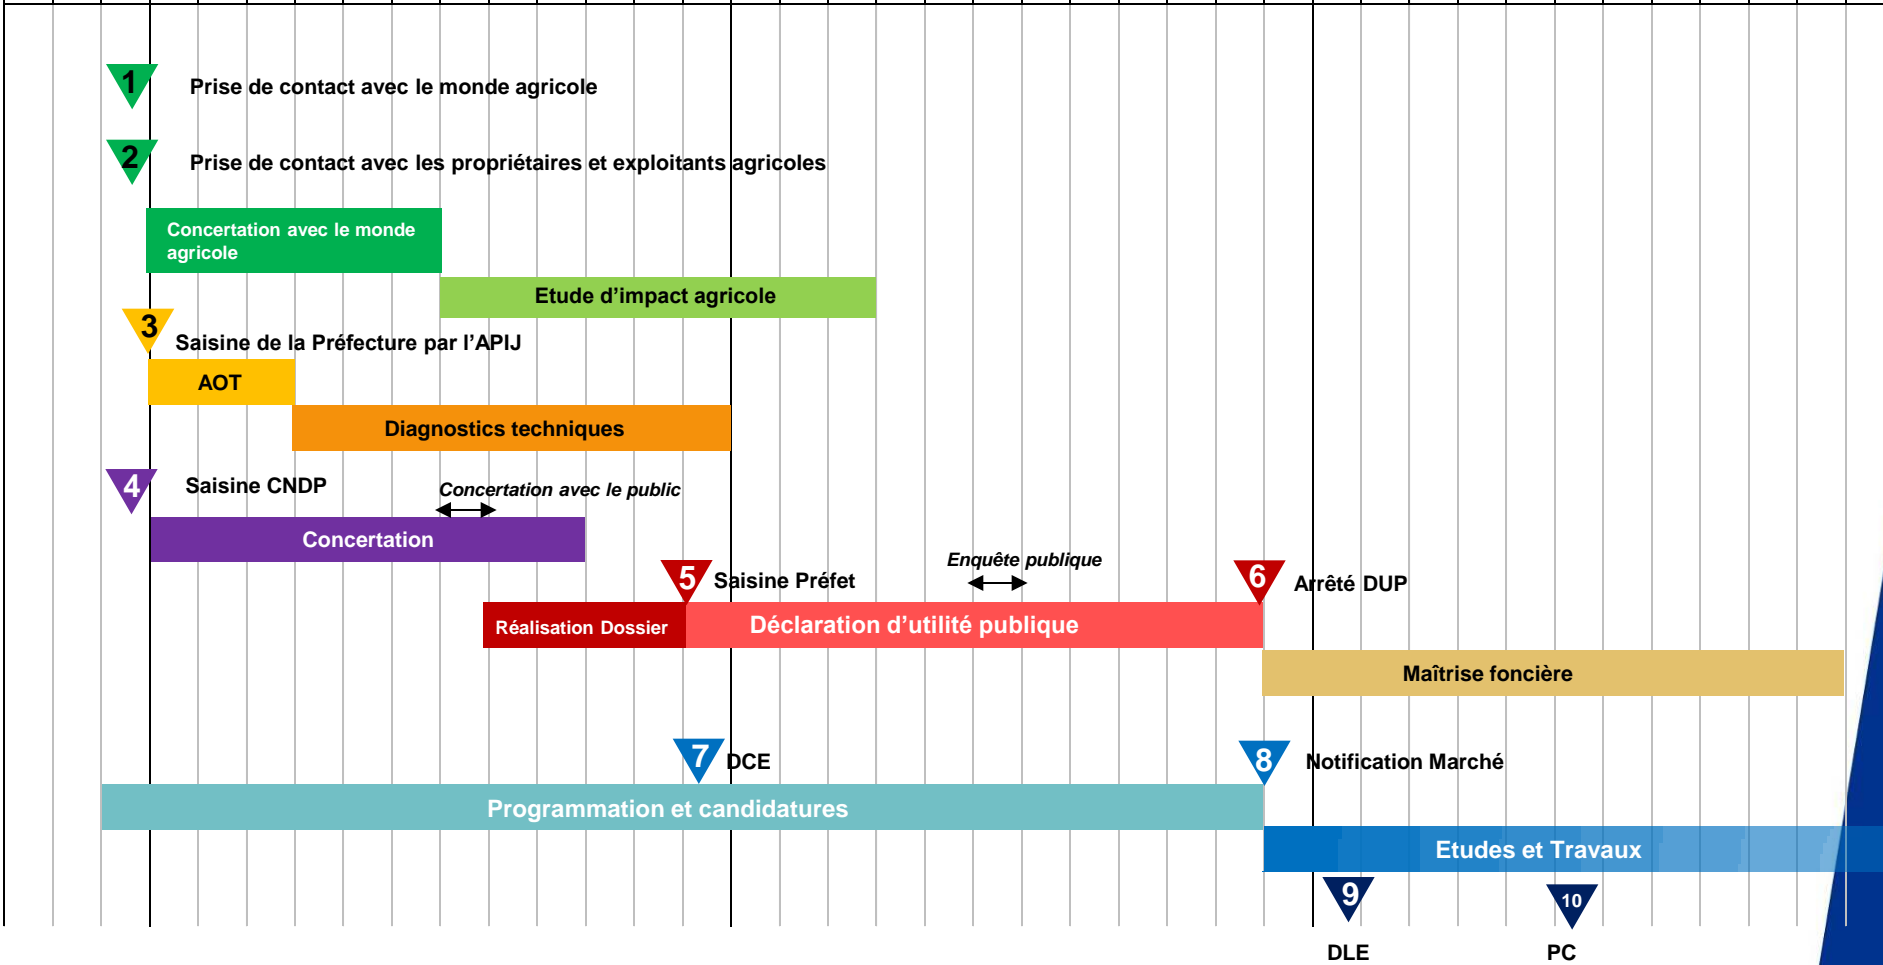 1
Prise de contact avec le monde agricole
2
Prise de contact avec les propriétaires et exploitants agricoles
Concertation avec le monde
agricole
Etude d’impact agricole
3
Saisine de la Préfecture par l’APIJ
AOT
Diagnostics techniques
4
Saisine CNDP
Concertation avec le public
Concertation
Enquête publique
5
Saisine Préfet
6
Arrêté DUP
Réalisation Dossier
Déclaration d’utilité publique
Maîtrise foncière
7
DCE
8
Notification Marché
Programmation et candidatures
Etudes et Travaux
9
10
DLE
PC